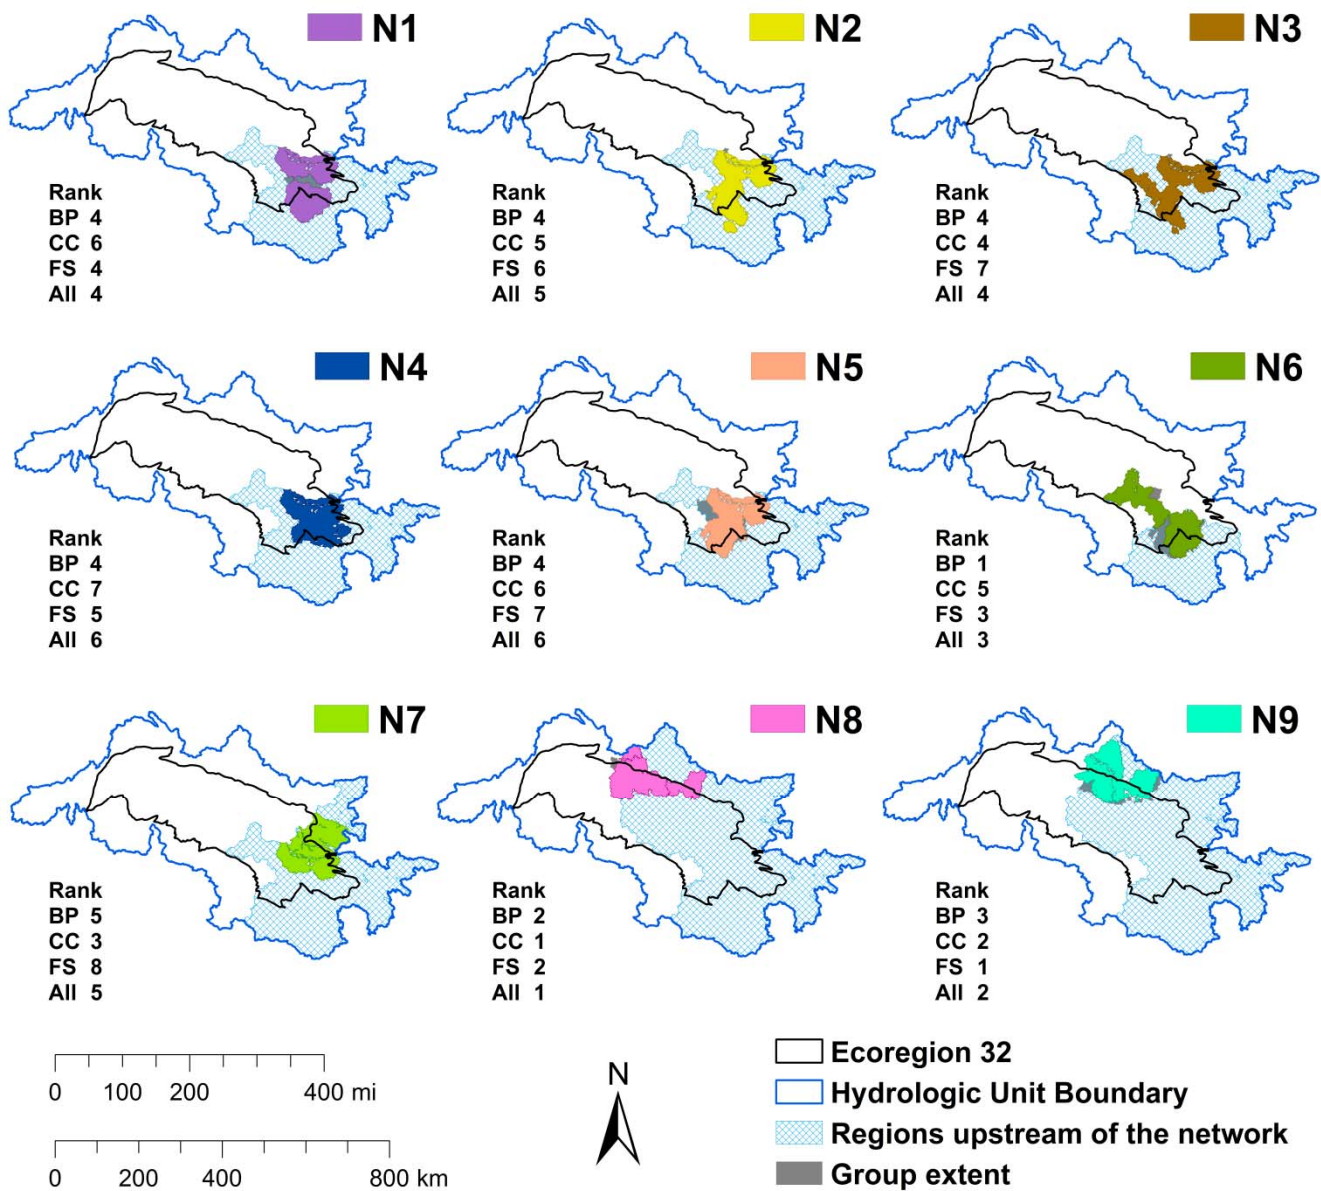 N1
Rank
BP 4
CC 6
FS 4
All 4
N2
Rank
BP 4
CC 5
FS 6
All 5
N3
Rank
BP 4
CC 4
FS 7
All 4
N4
Rank
BP 4
CC 7
FS 5
All 6
N5
Rank
BP 4
CC 6
FS 7
All 6
N6
Rank
BP 1
CC 5
FS 3
All 3
N7
Rank
BP 5
CC 3
FS 8
All 5
N8
Rank
BP 2
CC 1
FS 2
All 1
N9
Rank
BP 3
CC 2
FS 1
All 2
0 100 200 400 mi
0 200 400 800 km
N
Ecoregion 32
Hydrologic Unit Boundary
Regions upstream of the network
Group extent